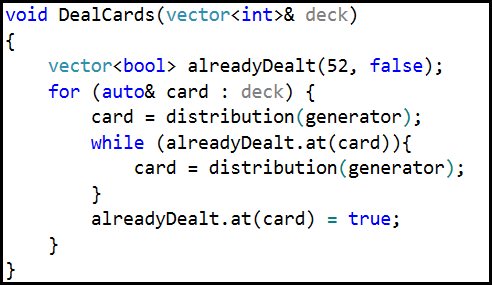 void DealCards(vector<int>& deck)
{
    vector<bool> alreadyDealt(52, false);
    for (auto& card : deck) {
        card = distribution(generator);
        while (alreadyDealt.at(card)){
            card = distribution(generator);
        }
        alreadyDealt.at(card) = true;
    }
}